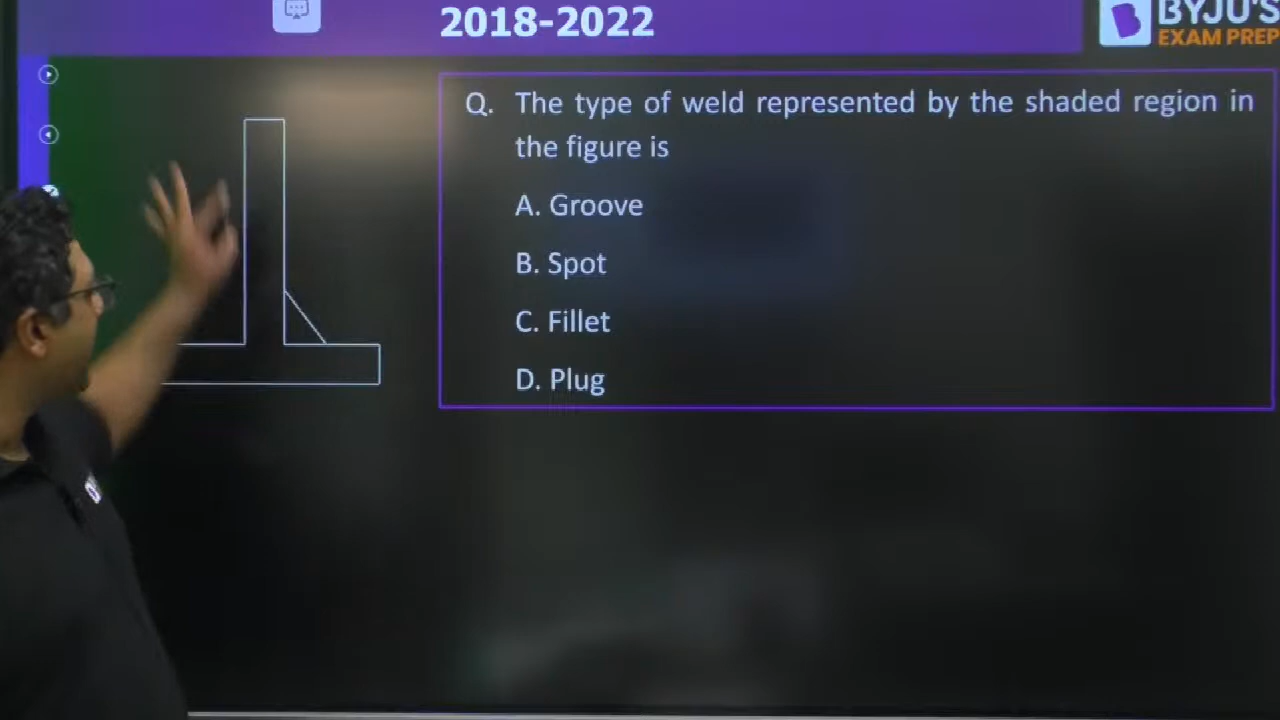 2018-2022
BYJU'S
EXAM PREP
Q. The type of weld represented by the shaded region in
the figure is
A. Groove
B. Spot
C. Fillet
D. Plug